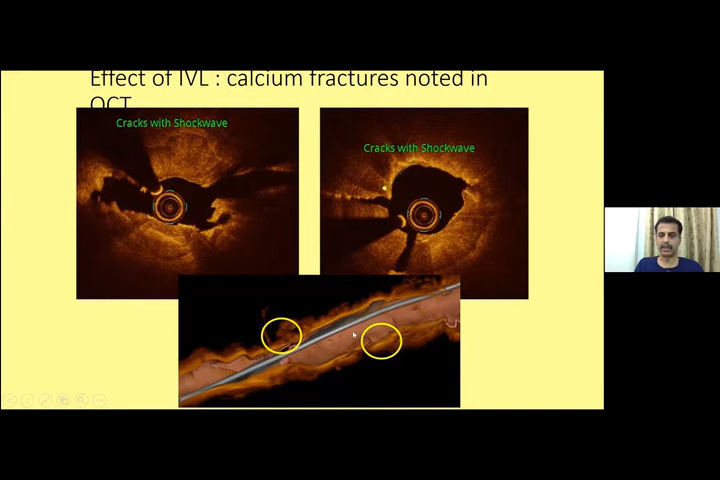 Effect of IVL : calcium fractures noted in
OCT
Cracks with Shockwave
Cracks with Shockwave